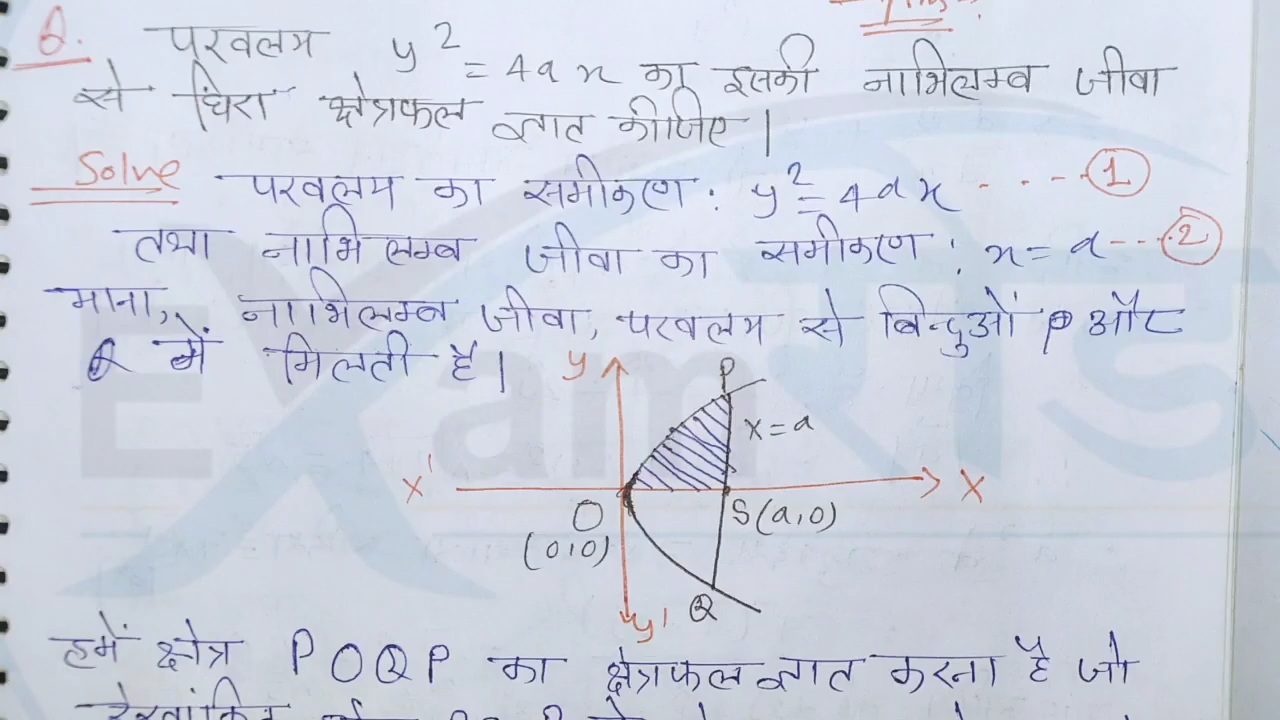 Q. परवलय y² = 4ax का इसकी नाभिलम्ब जीवा
से घिरा क्षेत्रफल ज्ञात कीजिए |
Solve परवलय का समीकरण : y² = 4ax - - - - ①
तथा नाभिलम्ब जीवा का समीकरण : x = a - - - ②
माना, नाभिलम्ब जीवा, परवलय से बिन्दुओं P और
Q में मिलती है |
y
P
x = a
X'
X
O
S(a,0)
(0,0)
Q
y'
हमें क्षेत्र POQP का क्षेत्रफल ज्ञात करना है जो
Examराड